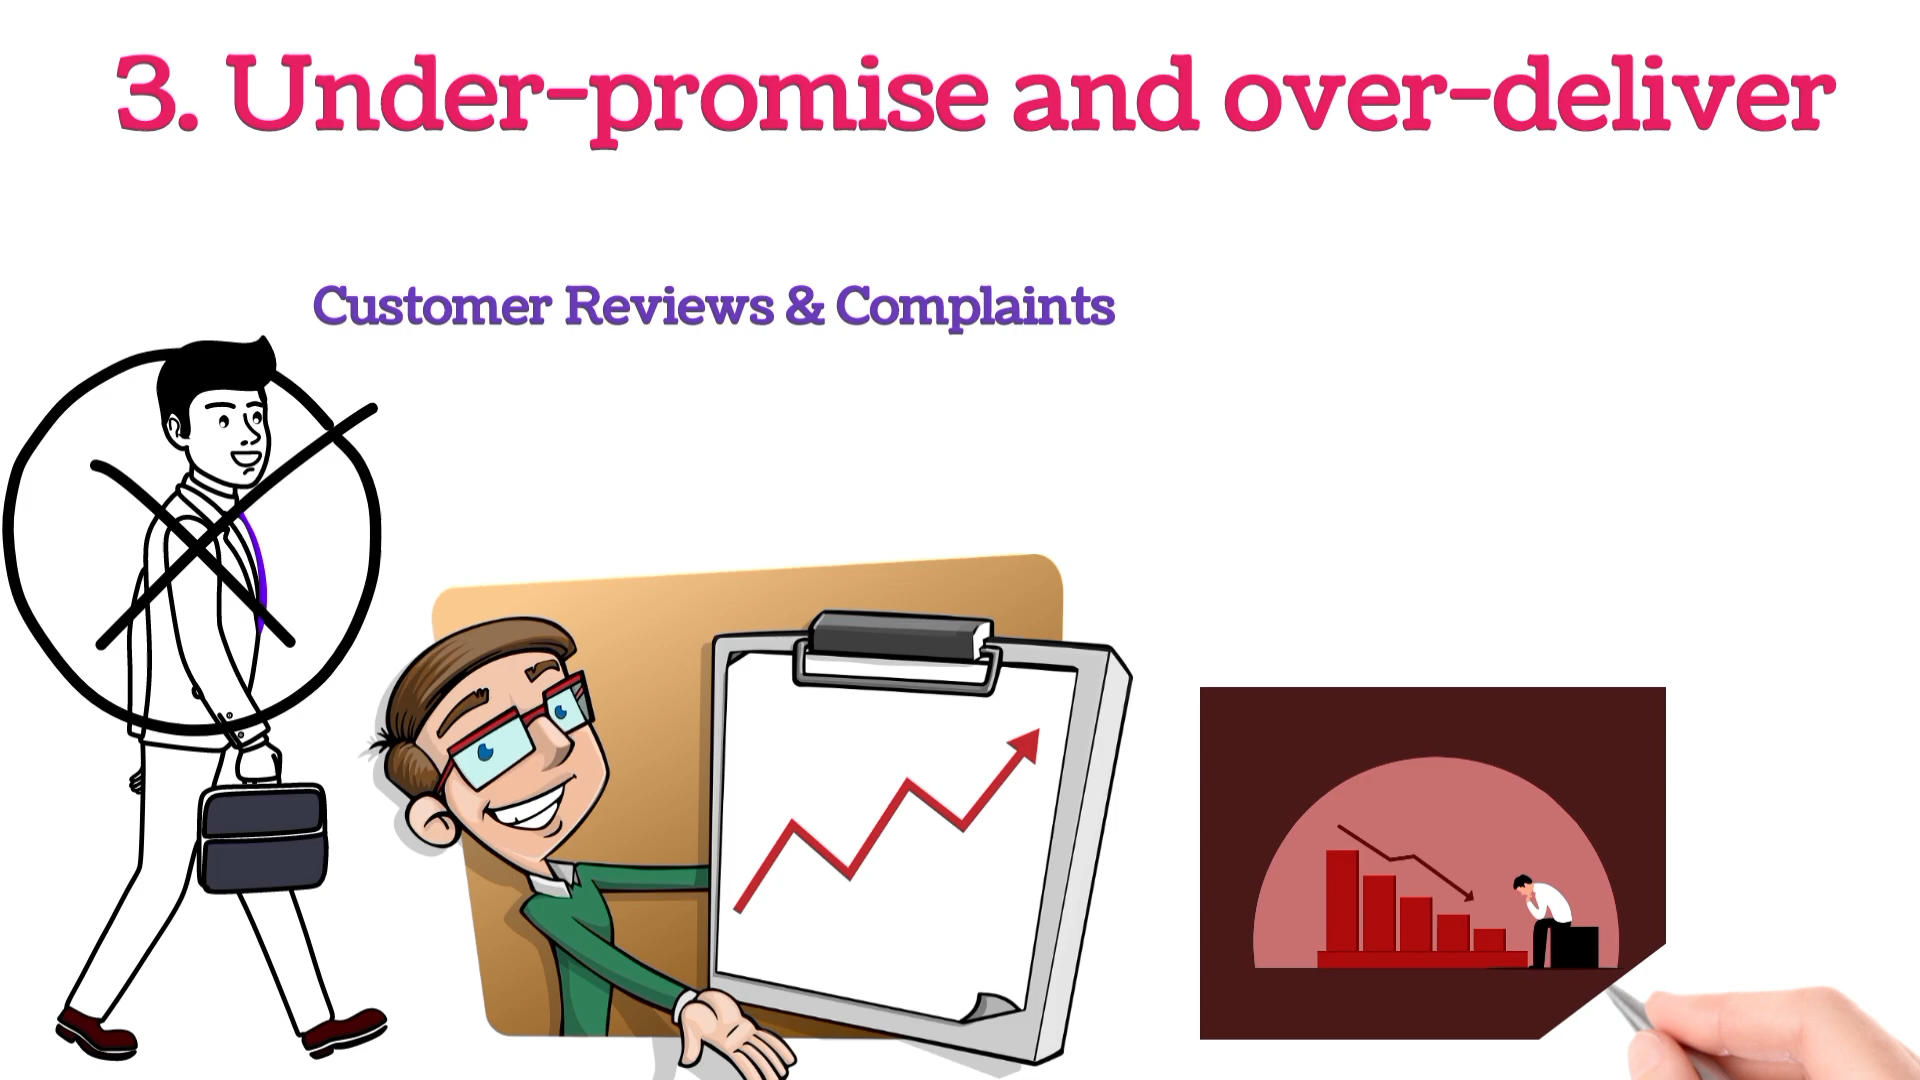 3. Under-promise and over-deliver
Customer Reviews & Complaints